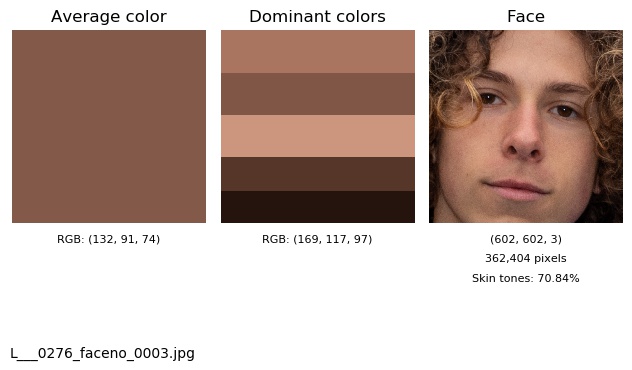 Average color
Dominant colors
Face
RGB: (132, 91, 74)
RGB: (169, 117, 97)
(602, 602, 3)
362,404 pixels
Skin tones: 70.84%
L___0276_faceno_0003.jpg